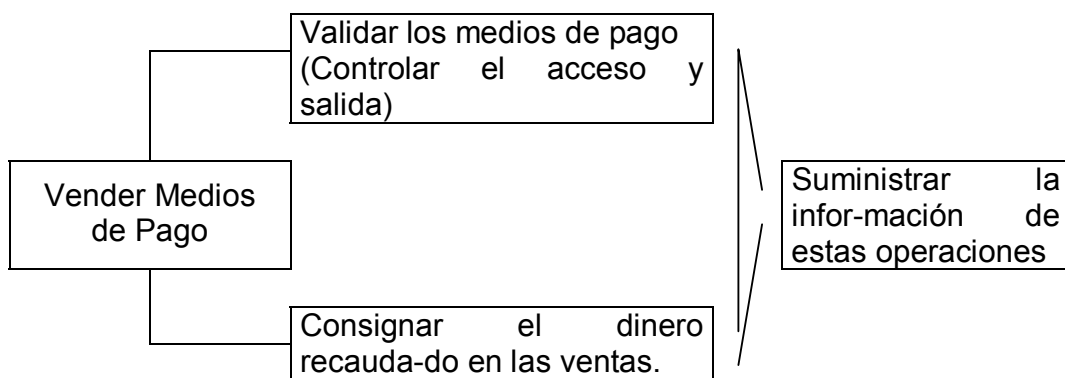 Validar los medios de pago
(Controlar el acceso y
salida)
Vender Medios
de Pago
Suministrar la
infor-mación de
estas operaciones
Consignar el dinero
recauda-do en las ventas.